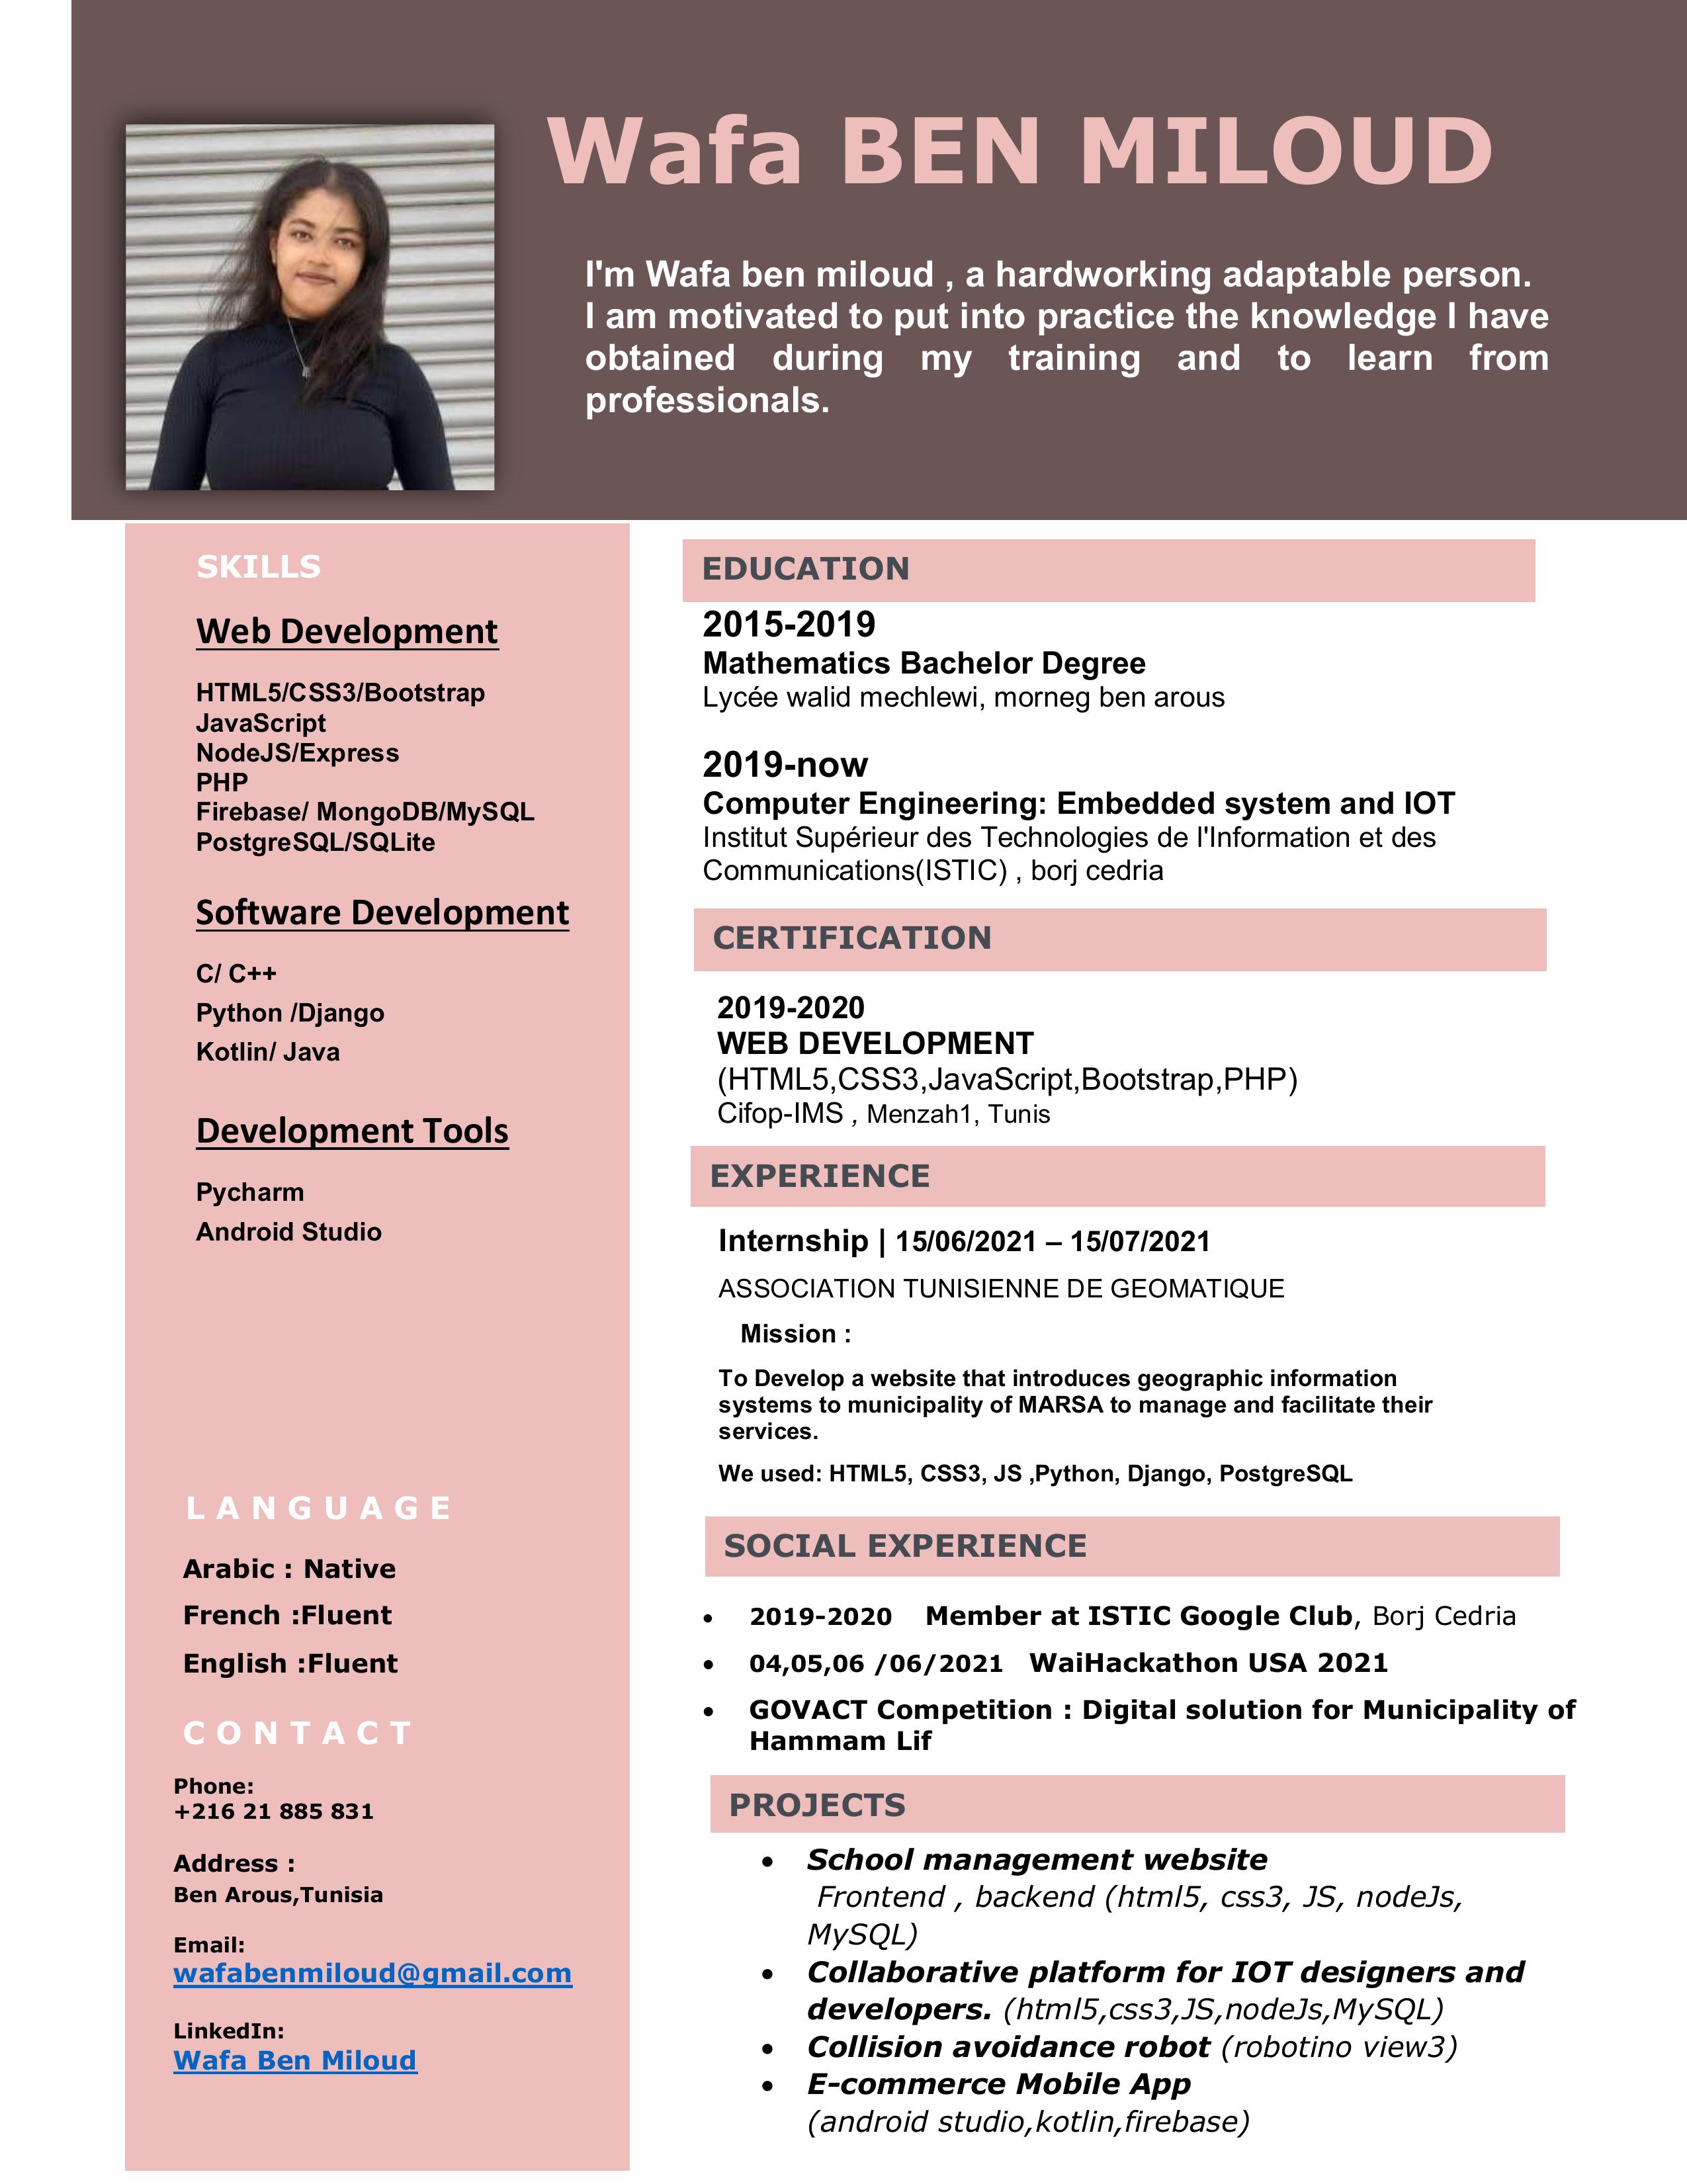 Wafa BEN MILOUD
I'm Wafa ben miloud , a hardworking adaptable person.
I am motivated to put into practice the knowledge I have
obtained during my training and to learn from
professionals.
SKILLS
Web Development
HTML5/CSS3/Bootstrap
JavaScript
NodeJS/Express
PHP
Firebase/ MongoDB/MySQL
PostgreSQL/SQLite
Software Development
C/ C++
Python /Django
Kotlin/ Java
Development Tools
Pycharm
Android Studio
LANGUAGE
Arabic : Native
French :Fluent
English :Fluent
CONTACT
Phone:
+216 21 885 831
Address :
Ben Arous,Tunisia
Email:
wafabenmiloud@gmail.com
LinkedIn:
Wafa Ben Miloud
EDUCATION
2015-2019
Mathematics Bachelor Degree
Lycée walid mechlewi, morneg ben arous
2019-now
Computer Engineering: Embedded system and IOT
Institut Supérieur des Technologies de l'Information et des
Communications(ISTIC) , borj cedria
CERTIFICATION
2019-2020
WEB DEVELOPMENT
(HTML5,CSS3,JavaScript,Bootstrap,PHP)
Cifop-IMS , Menzah1, Tunis
EXPERIENCE
Internship | 15/06/2021 – 15/07/2021
ASSOCIATION TUNISIENNE DE GEOMATIQUE
Mission :
To Develop a website that introduces geographic information
systems to municipality of MARSA to manage and facilitate their
services.
We used: HTML5, CSS3, JS ,Python, Django, PostgreSQL
SOCIAL EXPERIENCE
• 2019-2020 Member at ISTIC Google Club, Borj Cedria
• 04,05,06 /06/2021 WaiHackathon USA 2021
• GOVACT Competition : Digital solution for Municipality of
Hammam Lif
PROJECTS
• School management website
Frontend , backend (html5, css3, JS, nodeJs,
MySQL)
• Collaborative platform for IOT designers and
developers. (html5,css3,JS,nodeJs,MySQL)
• Collision avoidance robot (robotino view3)
• E-commerce Mobile App
(android studio,kotlin,firebase)